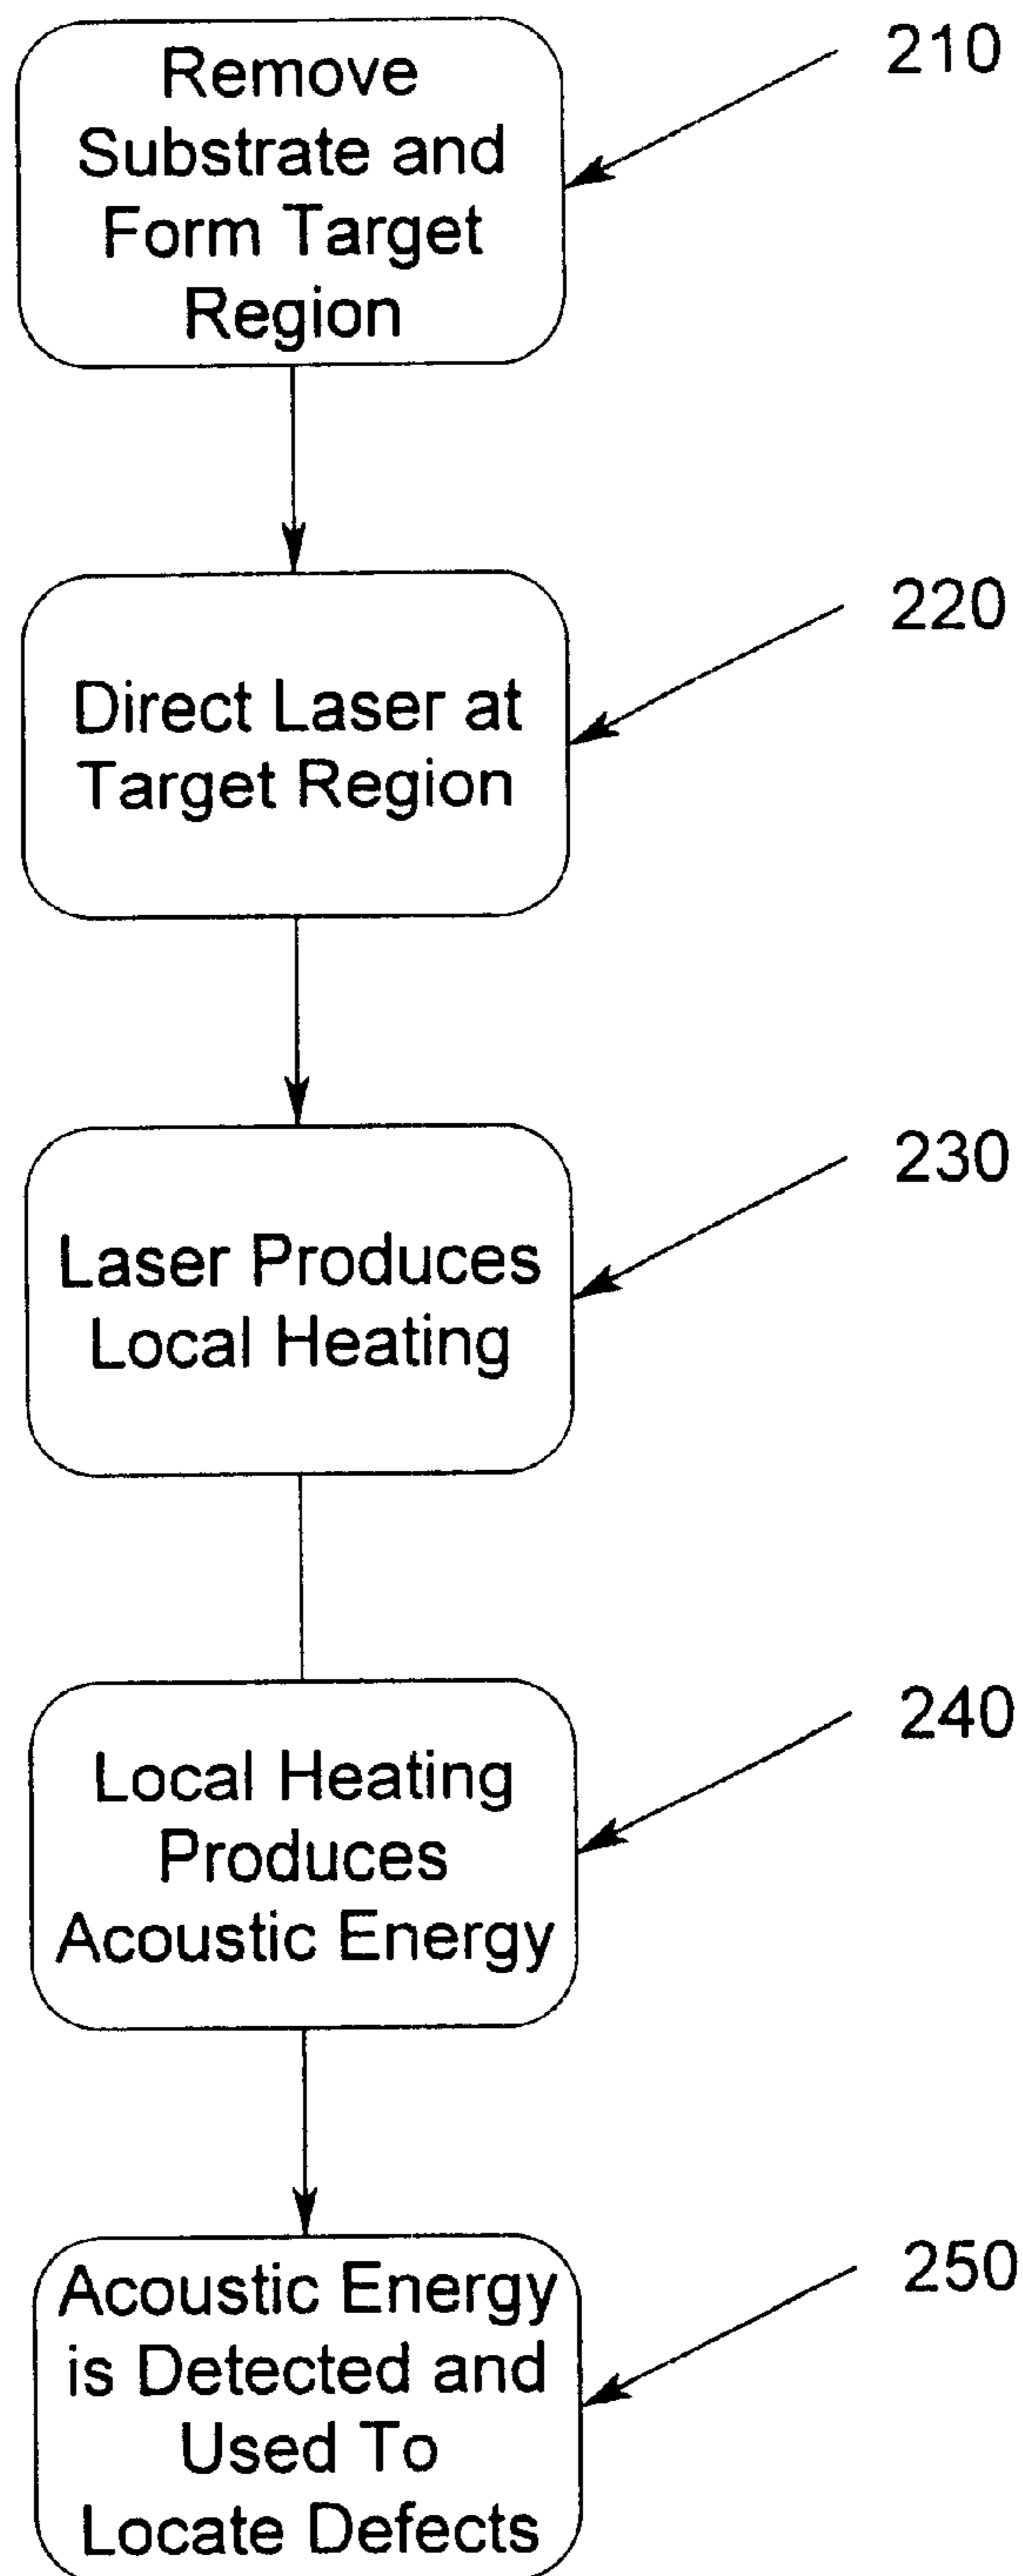 Remove
Substrate and
Form Target
Region
210
Direct Laser at
Target Region
220
Laser Produces
Local Heating
230
Local Heating
Produces
Acoustic Energy
240
Acoustic Energy
is Detected and
Used To
Locate Defects
250